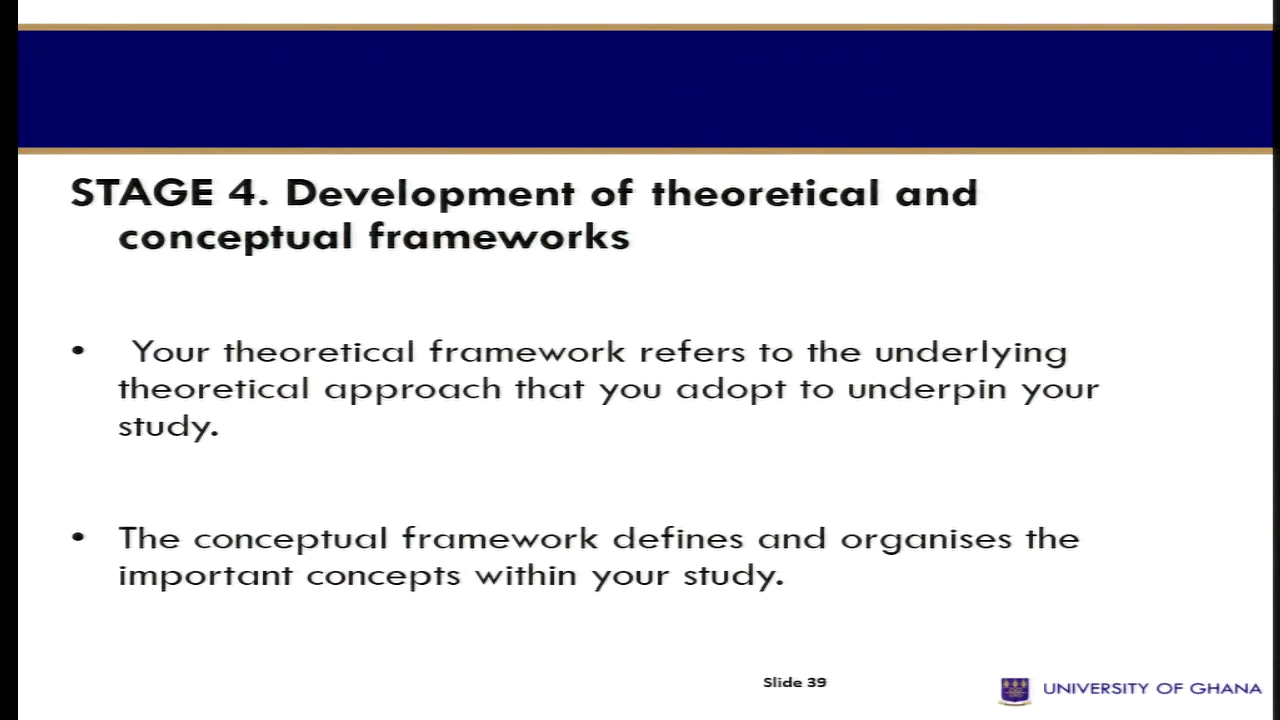 STAGE 4. Development of theoretical and
conceptual frameworks
• Your theoretical framework refers to the underlying
theoretical approach that you adopt to underpin your
study.
• The conceptual framework defines and organises the
important concepts within your study.
Slide 39
UNIVERSITY OF GHANA